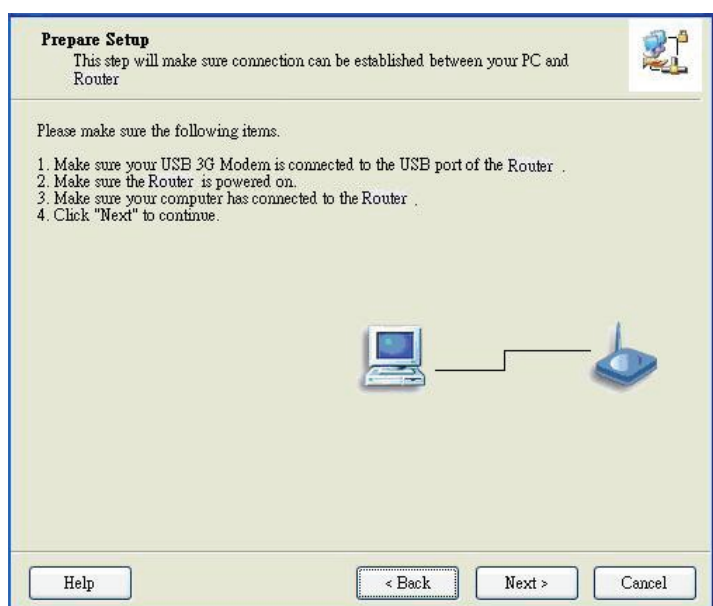 Prepare Setup
This step will make sure connection can be established between your PC and
Router
Please make sure the following items.
1. Make sure your USB 3G Modem is connected to the USB port of the Router .
2. Make sure the Router is powered on.
3. Make sure your computer has connected to the Router .
4. Click "Next" to continue.
Help
< Back
Next >
Cancel